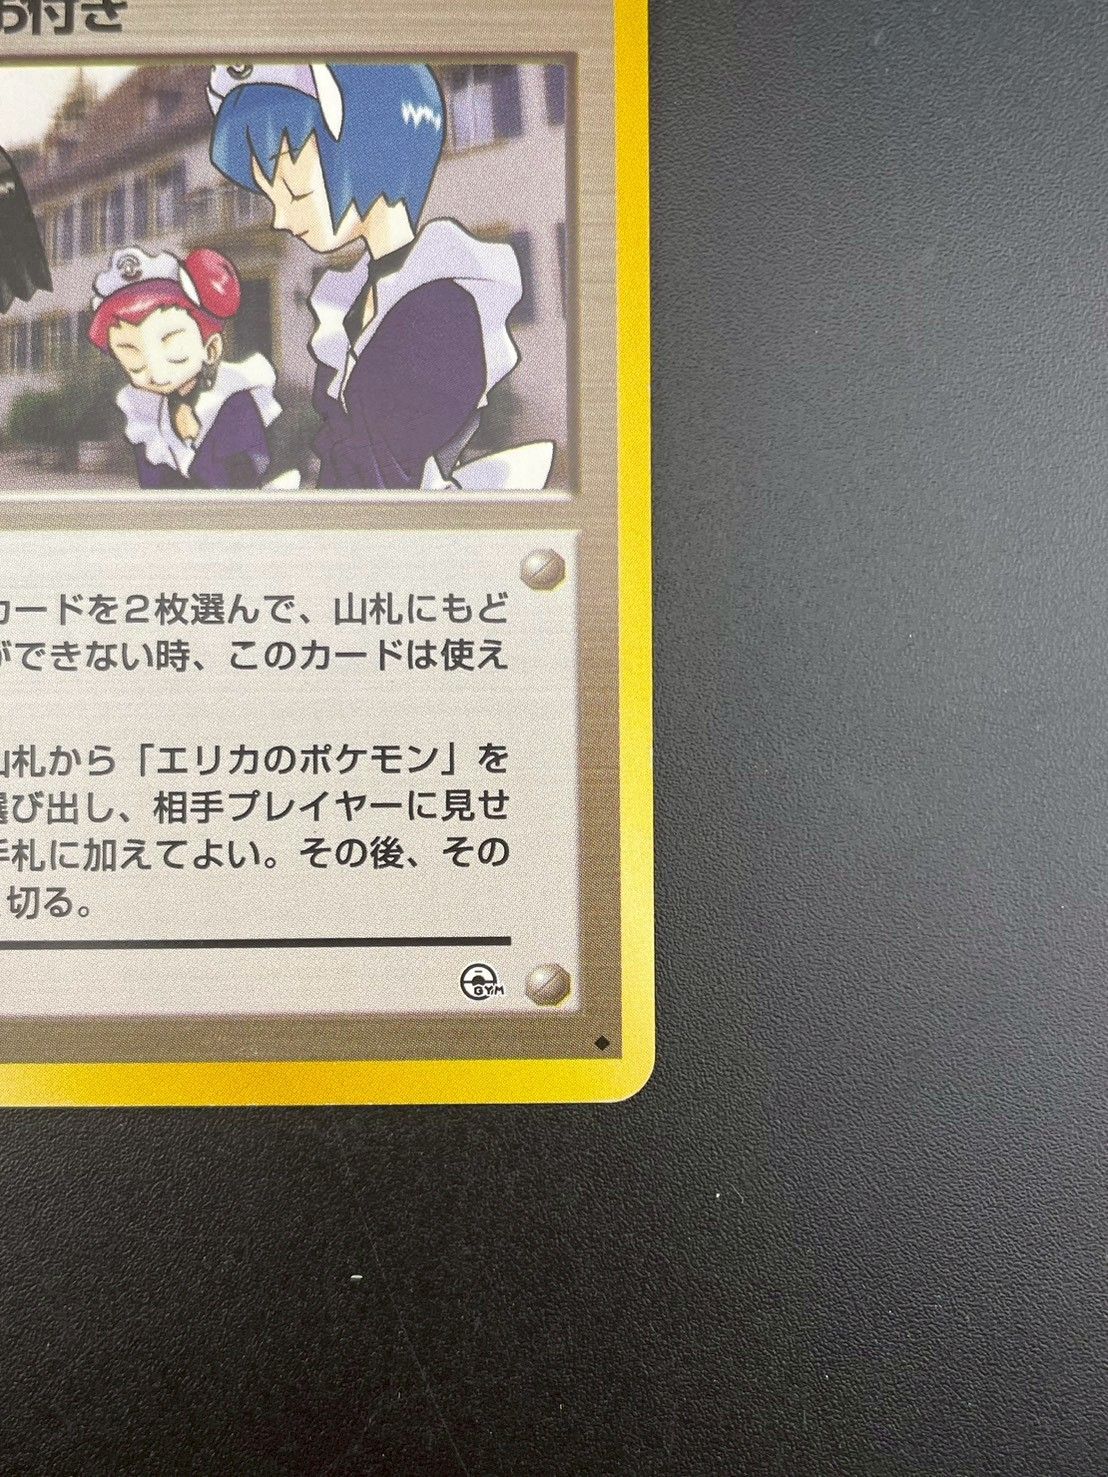 お付き
カードを2枚選んで、山札にもど
ができない時、このカードは使え
山札から「エリカのポケモン」を
選び出し、相手プレイヤーに見せ
手札に加えてよい。その後、その
切る。
GYM